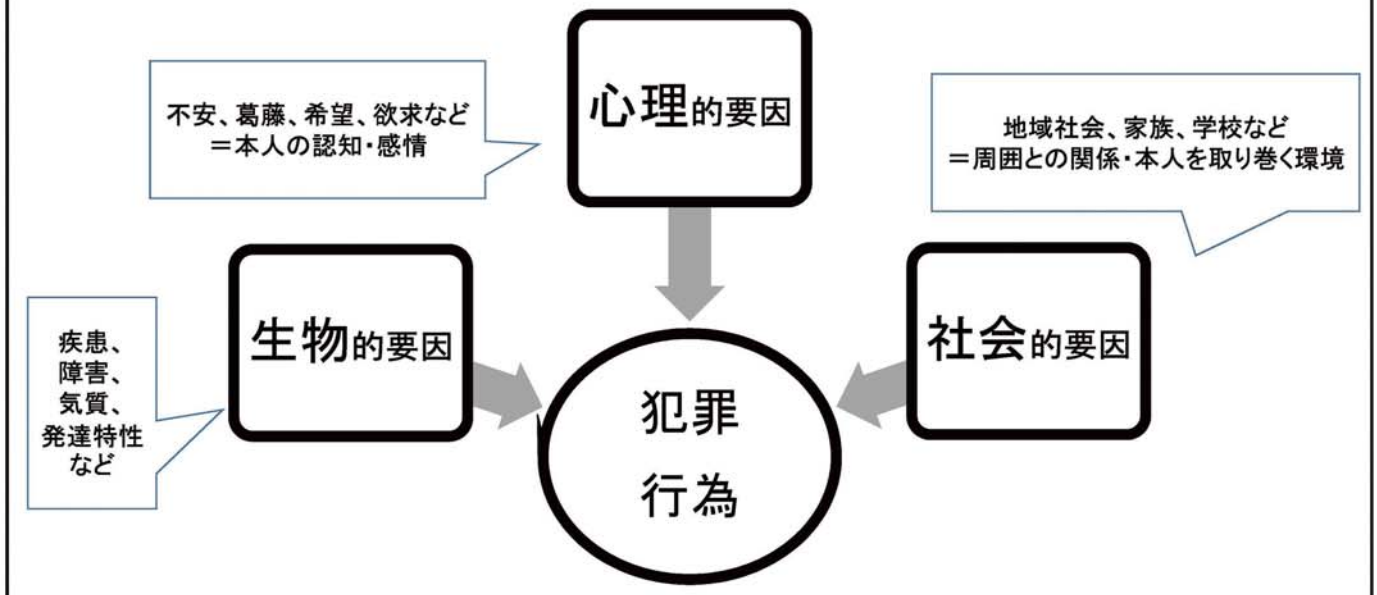 心理的要因
不安、葛藤、希望、欲求など
＝本人の認知・感情
地域社会、家族、学校など
＝周囲との関係・本人を取り巻く環境
生物的要因
疾患、
障害、
気質、
発達特性
など
社会的要因
犯罪
行為